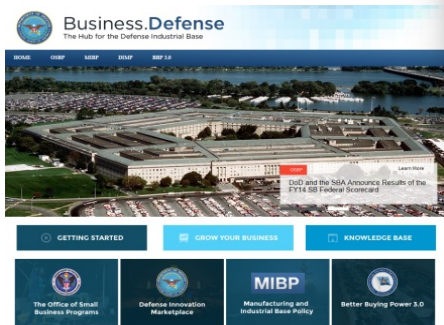 Business.Defense
The Hub for the Defense Industrial Base
HOME OSBP MIBP DIMP BBP 3.0
OSBP
Learn More
DoD and the SBA Announce Results of the
FY14 SB Federal Scorecard
GETTING STARTED
GROW YOUR BUSINESS
KNOWLEDGE BASE
The Office of Small
Business Programs
Defense Innovation
Marketplace
MIBP
Manufacturing and
Industrial Base Policy
Better Buying Power 3.0